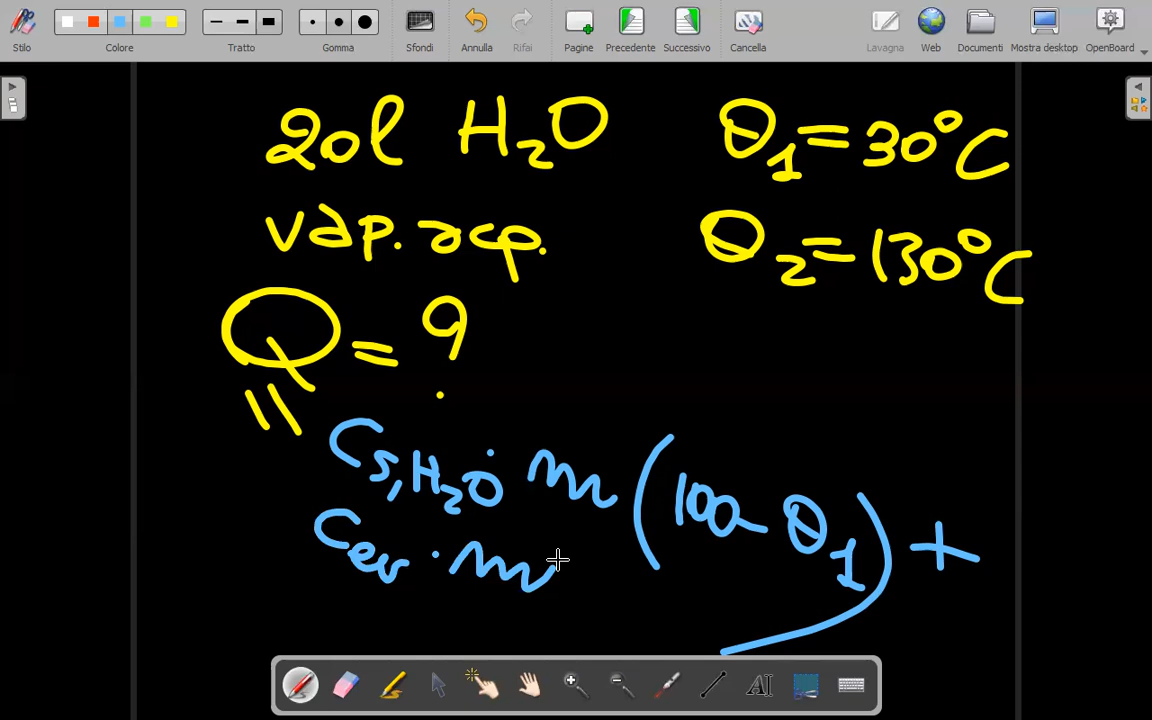 Stilo Colore Tratto Gomma Sfondi Annulla Rifai Pagine Precedente Successivo Cancella Lavagna Web Documenti Mostra desktop OpenBoard
20l H₂O θ₁ = 30°C
vap. acq. θ₂ = 130°C
Q = ?
Cs,H₂O · m (100 - θ₁) +
Cev · m